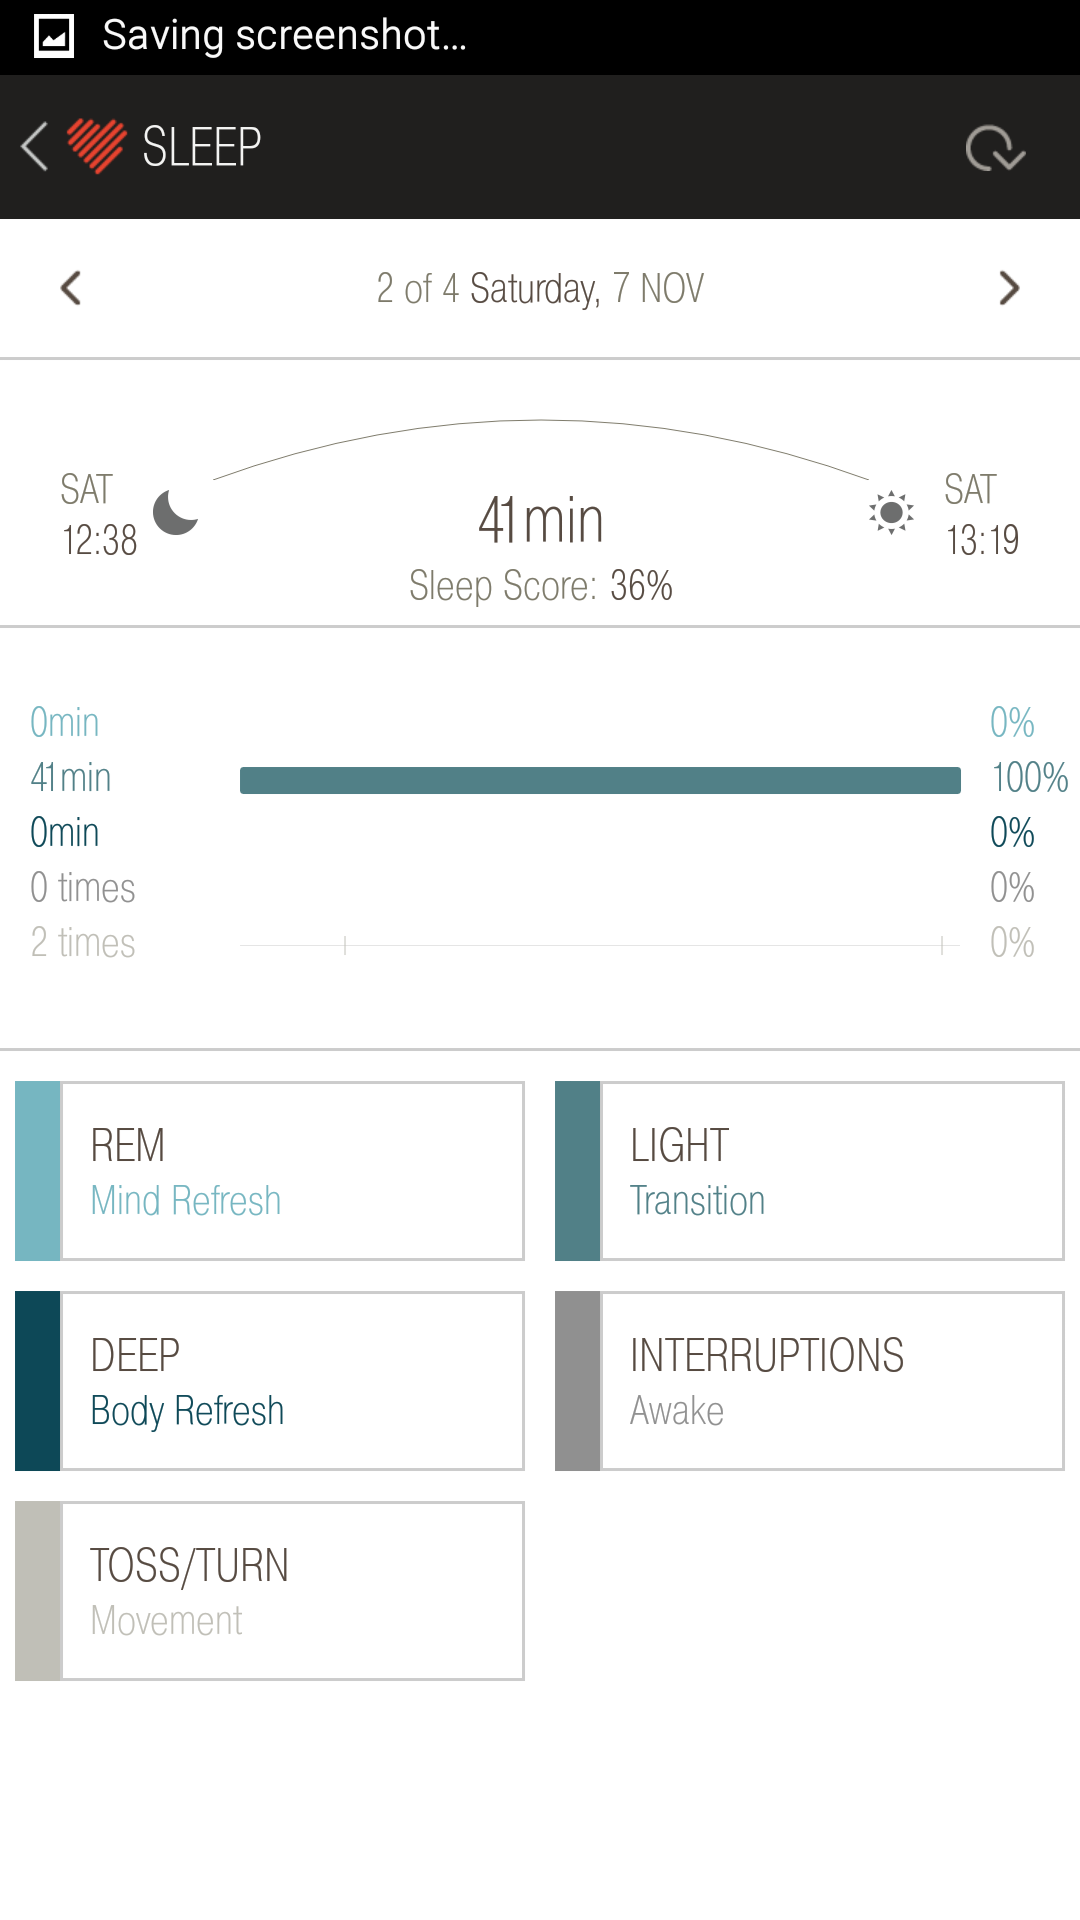 Saving screenshot...
SLEEP
2 of 4 Saturday, 7 NOV
SAT
12:38
41min
Sleep Score: 36%
SAT
13:19
0min 0%
41min 100%
0min 0%
0 times 0%
2 times 0%
REM
Mind Refresh
LIGHT
Transition
DEEP
Body Refresh
INTERRUPTIONS
Awake
TOSS/TURN
Movement